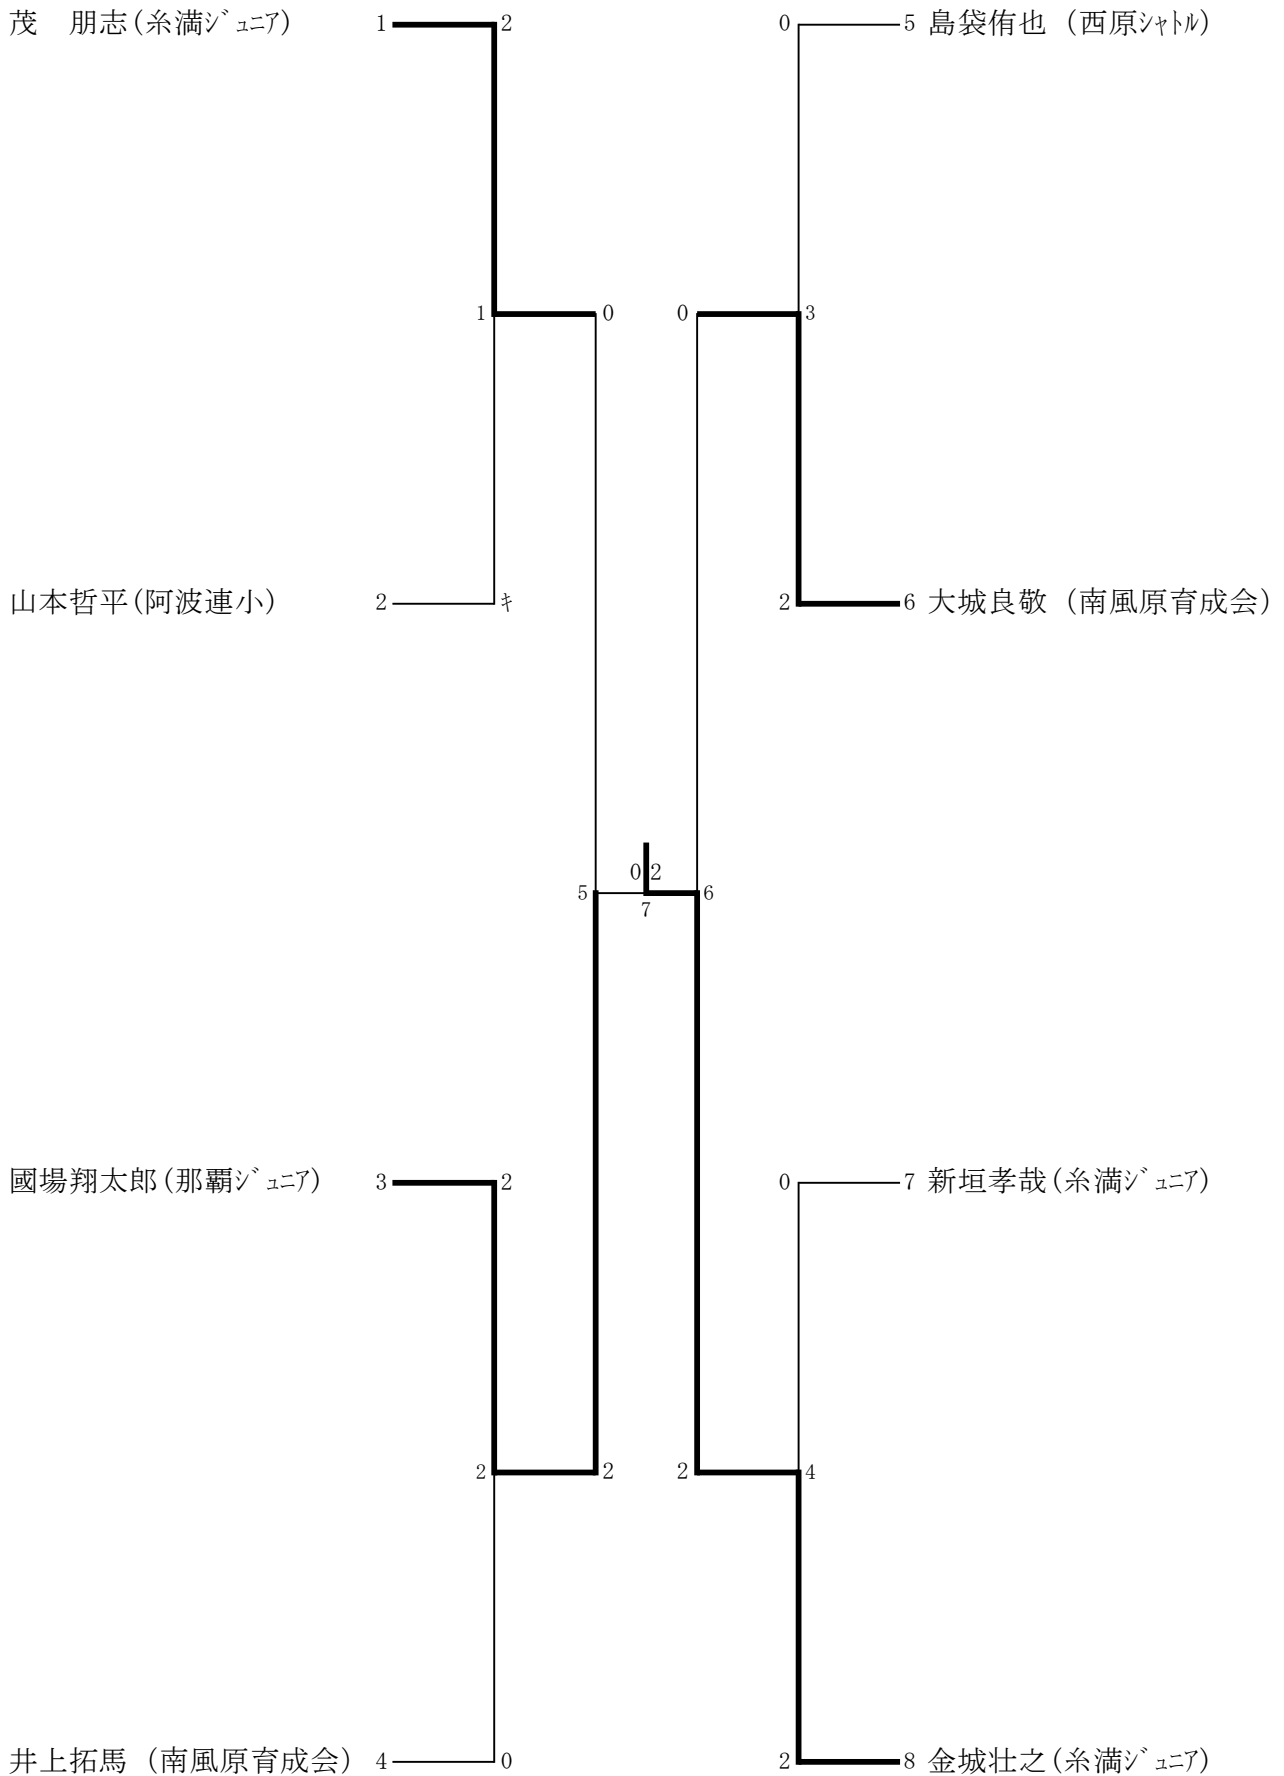 茂　朋志(糸満ｼﾞｭﾆｱ) 1 2 0 5 島袋侑也 (西原ｼｬﾄﾙ)
1 0 0 3
山本哲平(阿波連小) 2 ｷ 2 6 大城良敬 (南風原育成会)
0 2
5 6
7
國場翔太郎(那覇ｼﾞｭﾆｱ) 3 2 0 7 新垣孝哉(糸満ｼﾞｭﾆｱ)
2 2 2 4
井上拓馬 (南風原育成会) 4 0 2 8 金城壮之(糸満ｼﾞｭﾆｱ)